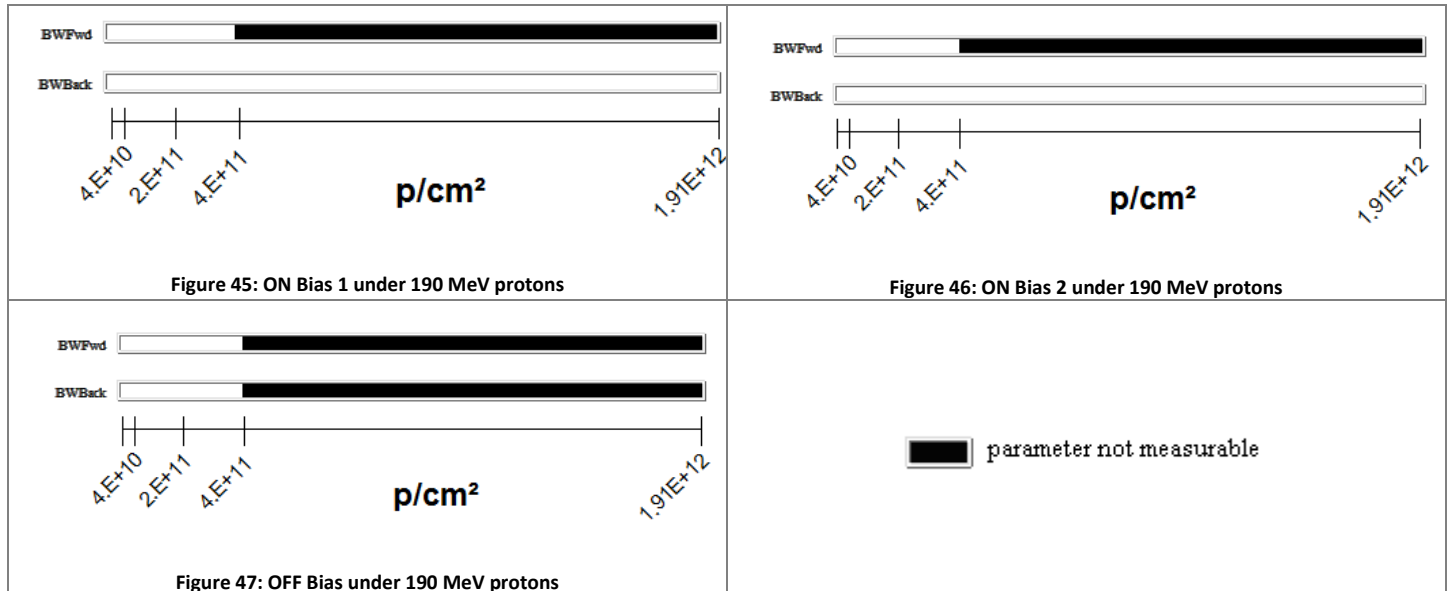 BWFwd
BWBack
4.E+10
2.E+11
4.E+11
1.91E+12
p/cm²
Figure 45: ON Bias 1 under 190 MeV protons
BWFwd
BWBack
4.E+10
2.E+11
4.E+11
1.91E+12
p/cm²
Figure 46: ON Bias 2 under 190 MeV protons
BWFwd
BWBack
4.E+10
2.E+11
4.E+11
1.91E+12
p/cm²
Figure 47: OFF Bias under 190 MeV protons
parameter not measurable